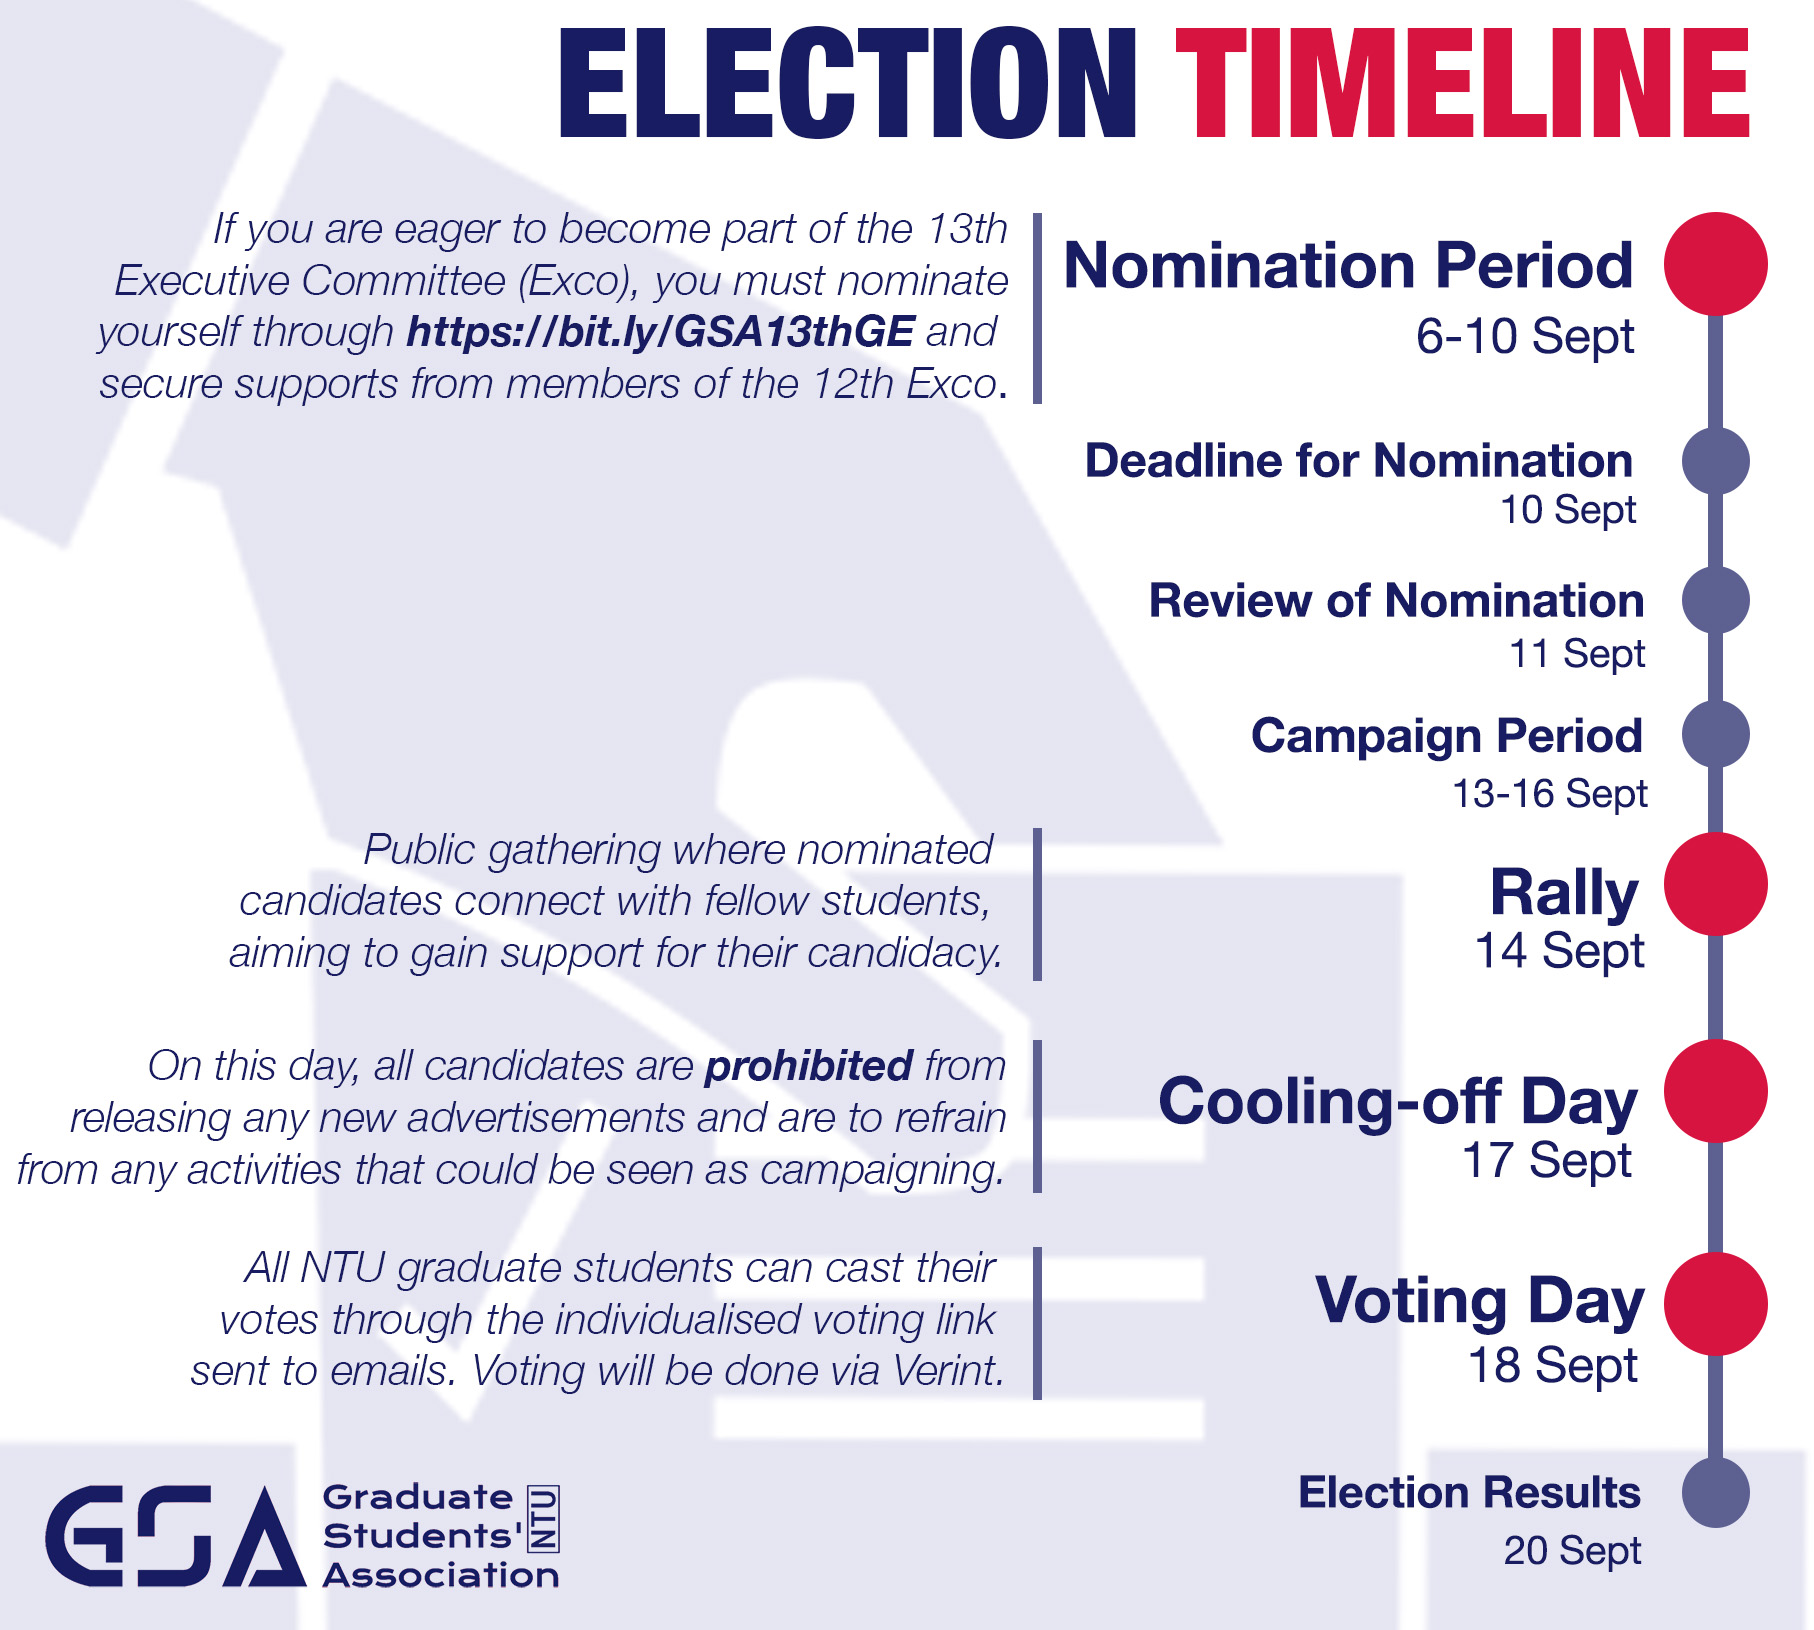 ELECTION TIMELINE
If you are eager to become part of the 13th
Executive Committee (Exco), you must nominate
yourself through https://bit.ly/GSA13thGE and
secure supports from members of the 12th Exco.
Nomination Period
6-10 Sept
Deadline for Nomination
10 Sept
Review of Nomination
11 Sept
Campaign Period
13-16 Sept
Public gathering where nominated
candidates connect with fellow students,
aiming to gain support for their candidacy.
Rally
14 Sept
On this day, all candidates are prohibited from
releasing any new advertisements and are to refrain
from any activities that could be seen as campaigning.
Cooling-off Day
17 Sept
All NTU graduate students can cast their
votes through the individualised voting link
sent to emails. Voting will be done via Verint.
Voting Day
18 Sept
Election Results
20 Sept
GSA
Graduate
Students'
Association
NTU